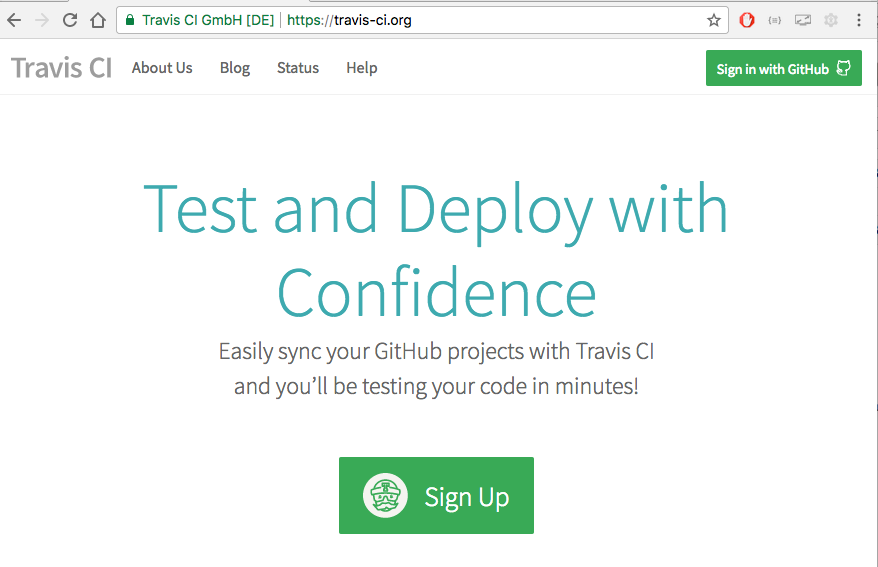 Travis CI GmbH [DE] https://travis-ci.org
Travis CI About Us Blog Status Help Sign in with GitHub
Test and Deploy with
Confidence
Easily sync your GitHub projects with Travis CI
and you’ll be testing your code in minutes!
Sign Up